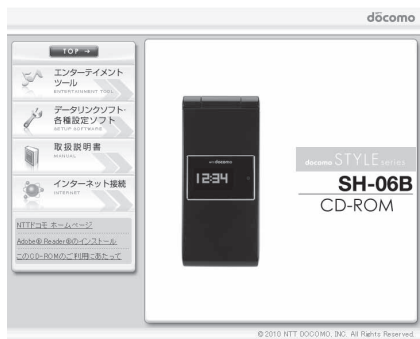 döcomo
TOP →
エンターテイメント
ツール
ENTERTAINMENT TOOL
データリンクソフト・
各種設定ソフト
SETUP SOFTWARE
取扱説明書
MANUAL
インターネット接続
INTERNET
NTTドコモ ホームページ
Adobe® Reader®のインストール
このCD-ROMのご利用にあたって
docomo
12:34
docomo STYLE series
SH-06B
CD-ROM
© 2010 NTT DOCOMO, INC. All Rights Reserved.